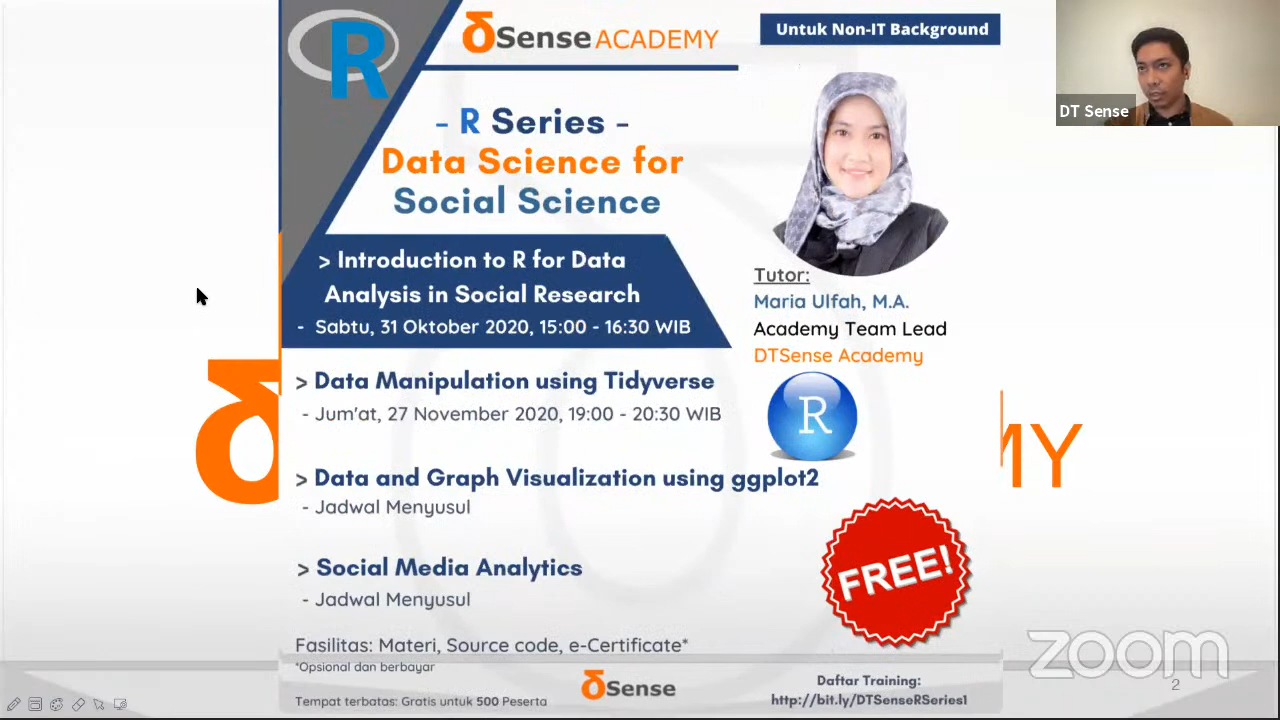 R
δSense ACADEMY
Untuk Non-IT Background
DT Sense
- R Series -
Data Science for
Social Science
> Introduction to R for Data
Analysis in Social Research
- Sabtu, 31 Oktober 2020, 15:00 - 16:30 WIB
Tutor:
Maria Ulfah, M.A.
Academy Team Lead
DTSense Academy
> Data Manipulation using Tidyverse
- Jum'at, 27 November 2020, 19:00 - 20:30 WIB
R
δ
MY
> Data and Graph Visualization using ggplot2
- Jadwal Menyusul
FREE!
> Social Media Analytics
- Jadwal Menyusul
Fasilitas: Materi, Source code, e-Certificate*
*Opsional dan berbayar
zoom
2
Tempat terbatas: Gratis untuk 500 Peserta
δSense
Daftar Training:
http://bit.ly/DTSenseRSeries1